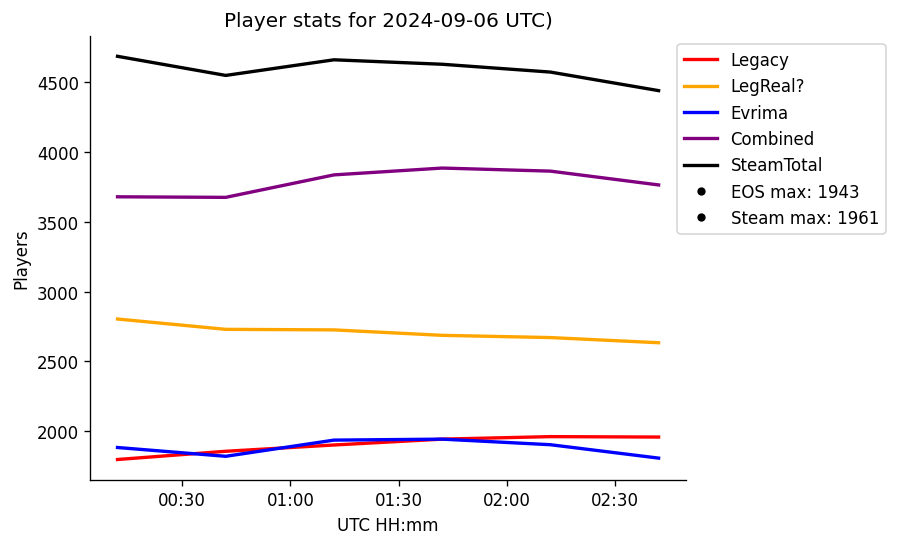 Player stats for 2024-09-06 UTC)
Legacy
LegReal?
Evrima
Combined
SteamTotal
EOS max: 1943
Steam max: 1961
Players
4500
4000
3500
3000
2500
2000
00:30 01:00 01:30 02:00 02:30
UTC HH:mm